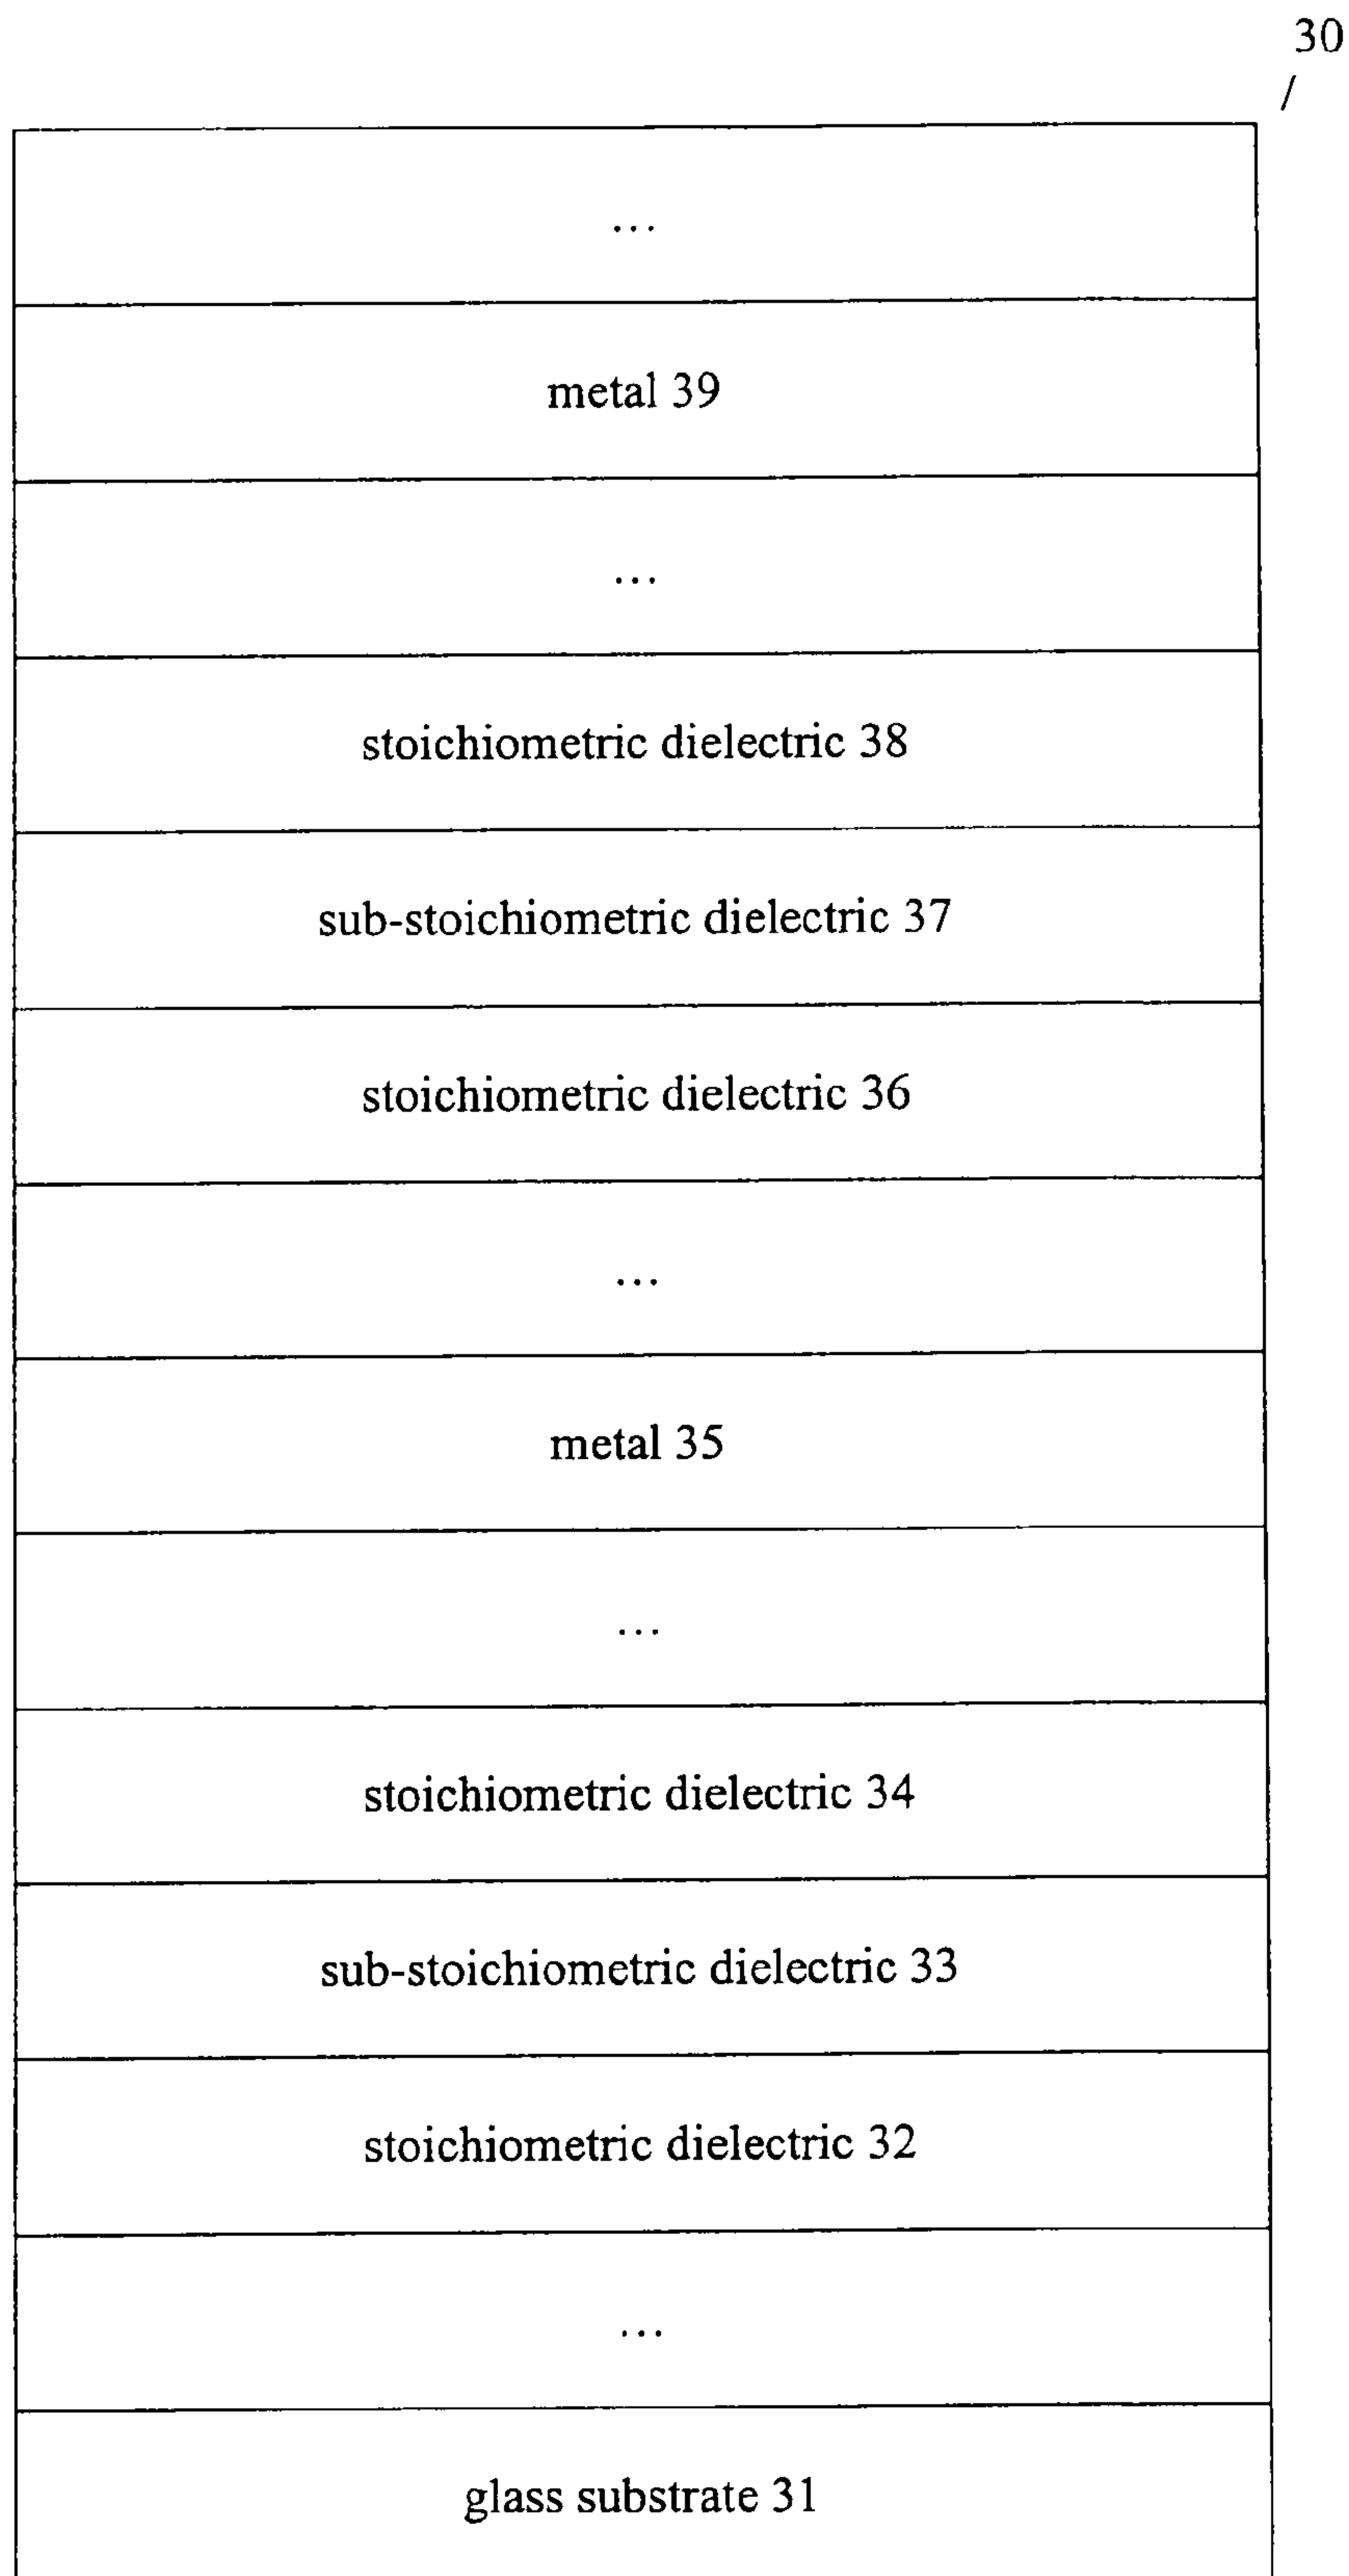 30
/
...
metal 39
...
stoichiometric dielectric 38
sub-stoichiometric dielectric 37
stoichiometric dielectric 36
...
metal 35
...
stoichiometric dielectric 34
sub-stoichiometric dielectric 33
stoichiometric dielectric 32
...
glass substrate 31